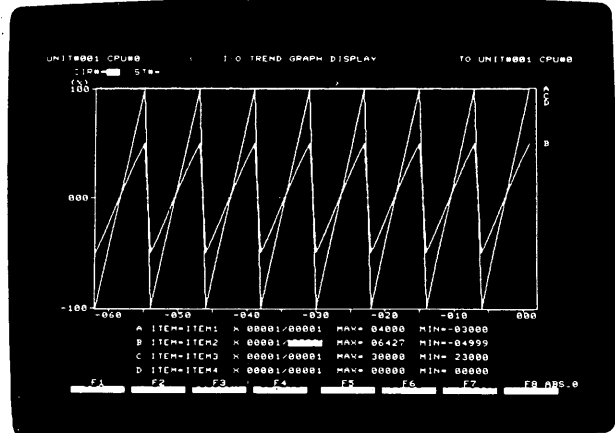 UNIT#001 CPU#0 I O TREND GRAPH DISPLAY TO UNIT#001 CPU#0
CIR#= ST#=
(%)
100
A
C
D
B
000
-100
-060 -050 -040 -030 -020 -010 000
A ITEM=ITEM1 X 00001/00001 MAX= 04000 MIN=-03000
B ITEM=ITEM2 X 00001/ MAX= 06427 MIN=-04999
C ITEM=ITEM3 X 00001/00001 MAX= 30000 MIN= 23000
D ITEM=ITEM4 X 00001/00001 MAX= 00000 MIN= 00000
F1 F2 F3 F4 F5 F6 F7 F8 ABS.0